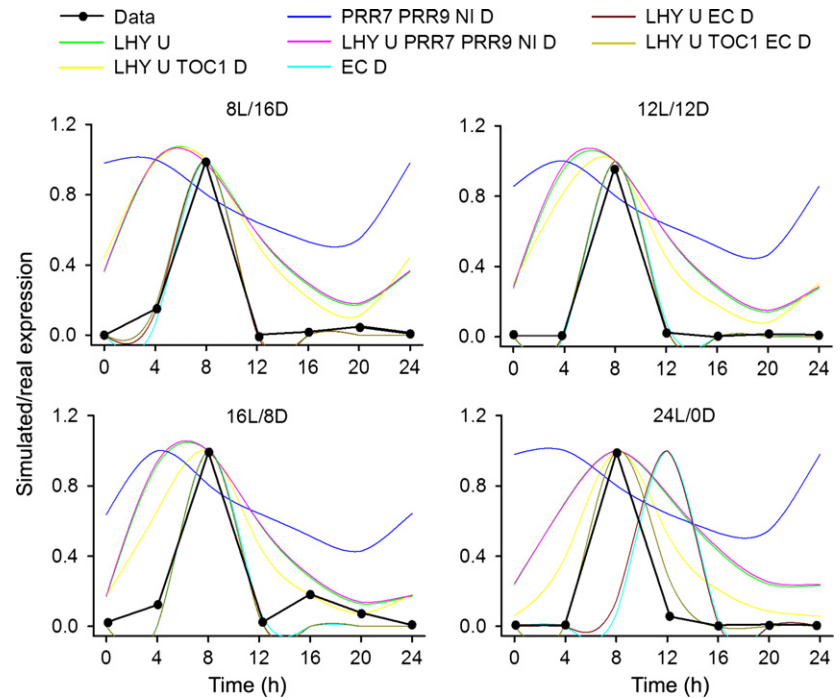 Data PRR7 PRR9 NI D LHY U EC D
LHY U LHY U PRR7 PRR9 NI D LHY U TOC1 EC D
LHY U TOC1 D EC D
8L/16D 12L/12D
1.2 1.2
0.8 0.8
0.4 0.4
0.0 0.0
0 4 8 12 16 20 24 0 4 8 12 16 20 24
Simulated/real expression
16L/8D 24L/0D
1.2 1.2
0.8 0.8
0.4 0.4
0.0 0.0
0 4 8 12 16 20 24 0 4 8 12 16 20 24
Time (h) Time (h)